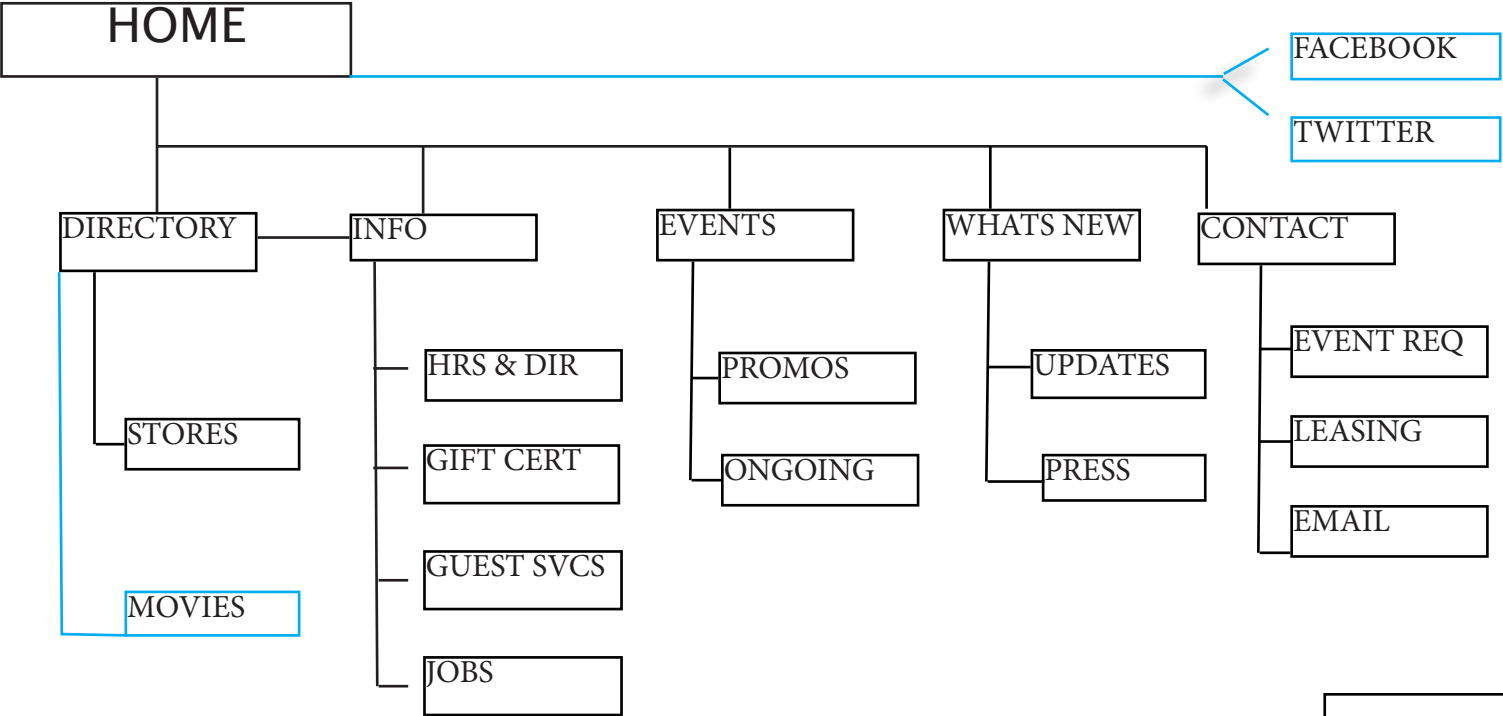 HOME
FACEBOOK
TWITTER
DIRECTORY
INFO
EVENTS
WHATS NEW
CONTACT
HRS & DIR
PROMOS
UPDATES
EVENT REQ
STORES
GIFT CERT
ONGOING
PRESS
LEASING
EMAIL
GUEST SVCS
MOVIES
JOBS